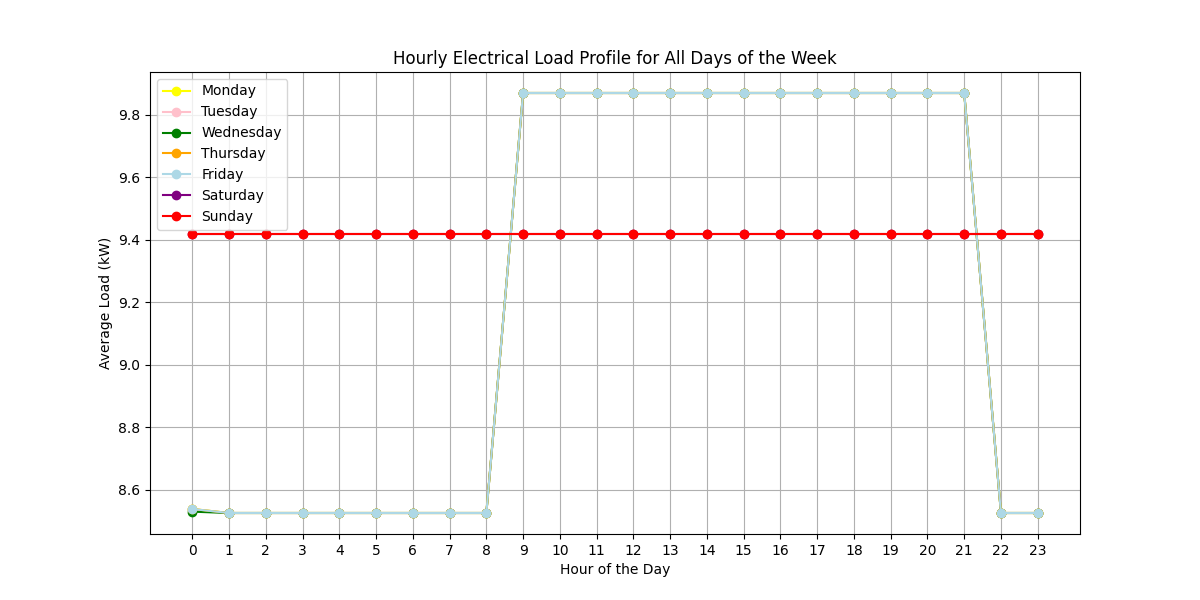 Hourly Electrical Load Profile for All Days of the Week
Monday
Tuesday
Wednesday
Thursday
Friday
Saturday
Sunday
Average Load (kW)
9.8
9.6
9.4
9.2
9.0
8.8
8.6
0 1 2 3 4 5 6 7 8 9 10 11 12 13 14 15 16 17 18 19 20 21 22 23
Hour of the Day